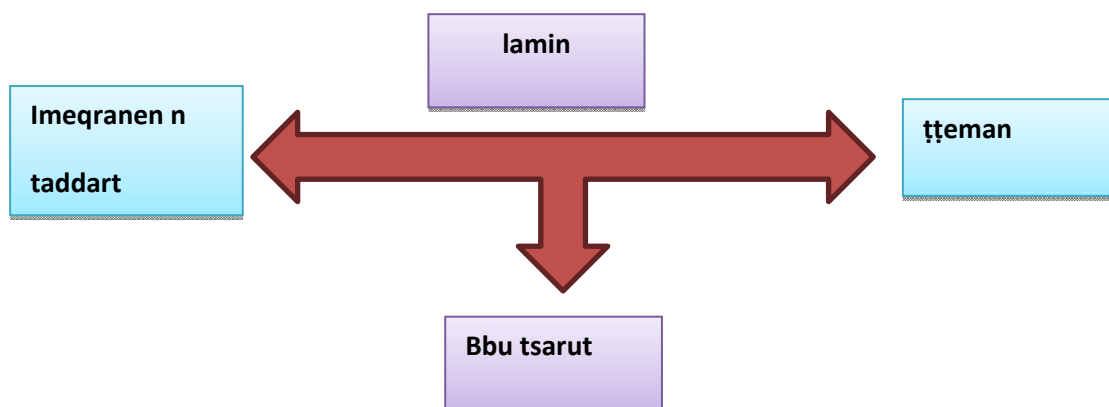 lamin
Imeqranen n
taddart
ṭṭeman
Bbu tsarut